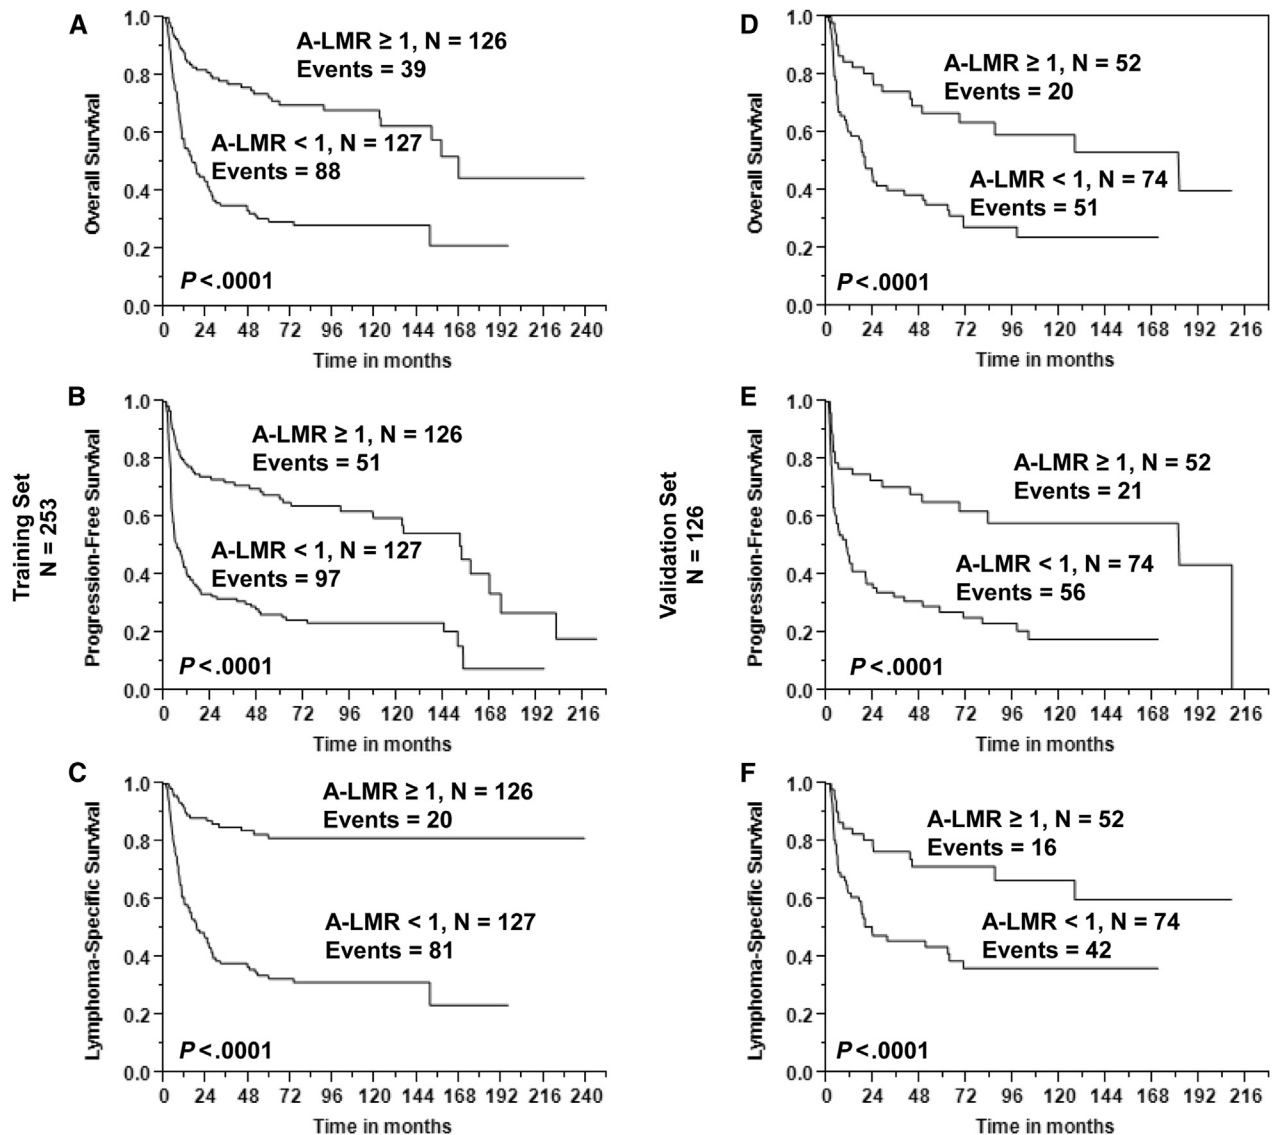 A
1.0
0.8
0.6
0.4
0.2
0.0
Overall Survival
A-LMR ≥ 1, N = 126
Events = 39
A-LMR < 1, N = 127
Events = 88
P <.0001
0 24 48 72 96 120 144 168 192 216 240
Time in months
D
1.0
0.8
0.6
0.4
0.2
0.0
Overall Survival
A-LMR ≥ 1, N = 52
Events = 20
A-LMR < 1, N = 74
Events = 51
P <.0001
0 24 48 72 96 120 144 168 192 216
Time in months
Training Set
N = 253
B
1.0
0.8
0.6
0.4
0.2
0.0
Progression-Free Survival
A-LMR ≥ 1, N = 126
Events = 51
A-LMR < 1, N = 127
Events = 97
P <.0001
0 24 48 72 96 120 144 168 192 216
Time in months
Validation Set
N = 126
E
1.0
0.8
0.6
0.4
0.2
0.0
Progression-Free Survival
A-LMR ≥ 1, N = 52
Events = 21
A-LMR < 1, N = 74
Events = 56
P <.0001
0 24 48 72 96 120 144 168 192 216
Time in months
C
1.0
0.8
0.6
0.4
0.2
0.0
Lymphoma-Specific Survival
A-LMR ≥ 1, N = 126
Events = 20
A-LMR < 1, N = 127
Events = 81
P <.0001
0 24 48 72 96 120 144 168 192 216 240
Time in months
F
1.0
0.8
0.6
0.4
0.2
0.0
Lymphoma-Specific Survival
A-LMR ≥ 1, N = 52
Events = 16
A-LMR < 1, N = 74
Events = 42
P <.0001
0 24 48 72 96 120 144 168 192 216
Time in months